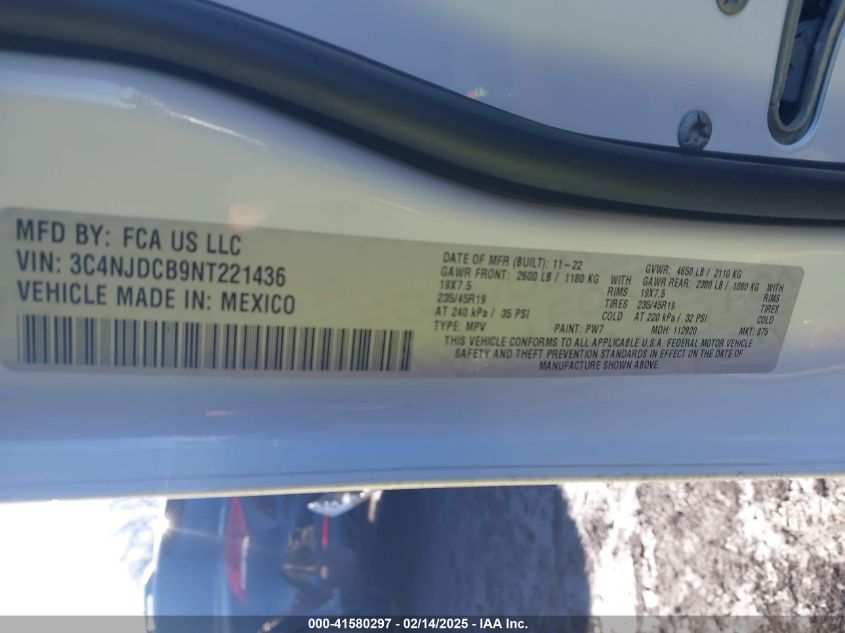 MFD BY: FCA US LLC
VIN: 3C4NJDCB9NT221436
VEHICLE MADE IN: MEXICO
DATE OF MFR (BUILT): 11-22 GVWR: 4650 LB / 2110 KG
GAWR FRONT: 2600 LB / 1180 KG WITH GAWR REAR: 2380 LB / 1080 KG WITH
19X7.5 RIMS 19X7.5 RIMS
235/45R19 TIRES 235/45R19 TIRES
AT 240 kPa / 35 PSI COLD AT 220 kPa / 32 PSI COLD
TYPE: MPV PAINT: PW7 MDH: 112920 MKT: 875
THIS VEHICLE CONFORMS TO ALL APPLICABLE U.S.A. FEDERAL MOTOR VEHICLE
SAFETY AND THEFT PREVENTION STANDARDS IN EFFECT ON THE DATE OF
MANUFACTURE SHOWN ABOVE.
000-41580297 - 02/14/2025 - IAA Inc.